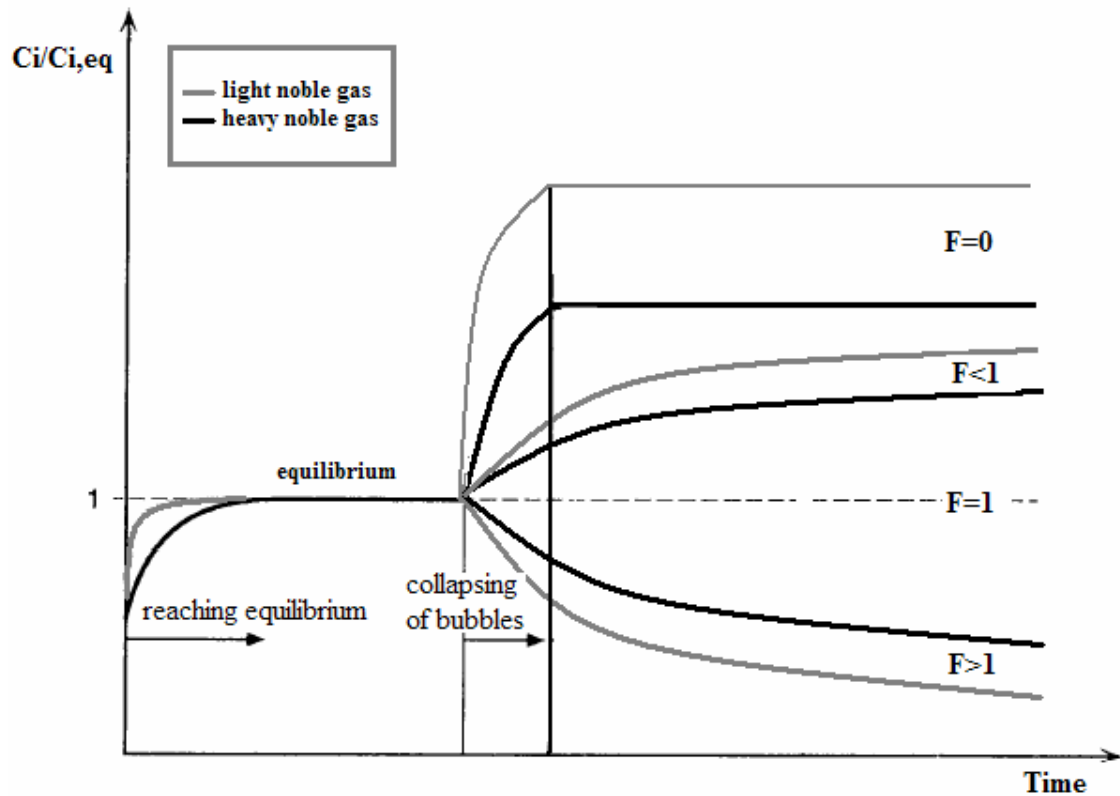 Ci/Ci,eq
light noble gas
heavy noble gas
F=0
F<1
equilibrium
1
F=1
collapsing
of bubbles
reaching equilibrium
F>1
Time